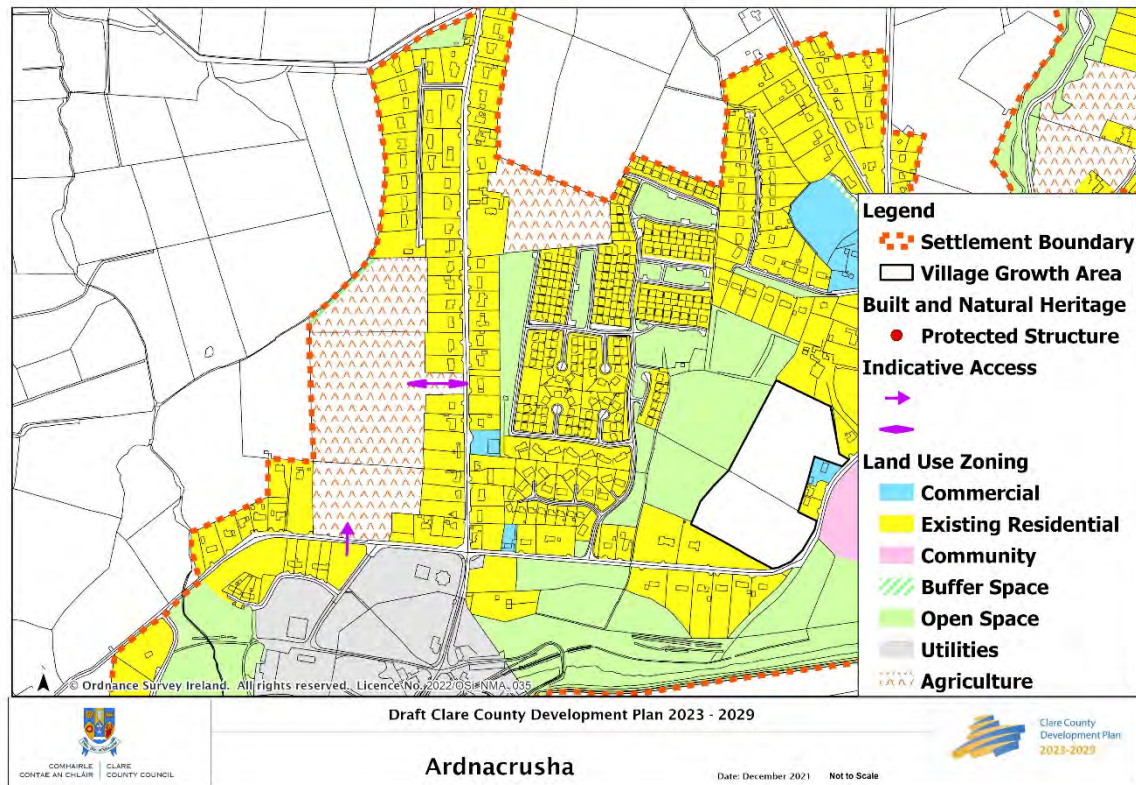 Legend
Settlement Boundary
Village Growth Area
Built and Natural Heritage
Protected Structure
Indicative Access
Land Use Zoning
Commercial
Existing Residential
Community
Buffer Space
Open Space
Utilities
Agriculture
© Ordnance Survey Ireland. All rights reserved. Licence No. 2022/OSi_NMA_035
COMHAIRLE CONTAE AN CHLÁIR
CLARE COUNTY COUNCIL
Draft Clare County Development Plan 2023 - 2029
Ardnacrusha
Date: December 2021 Not to Scale
Clare County
Development Plan
2023-2029